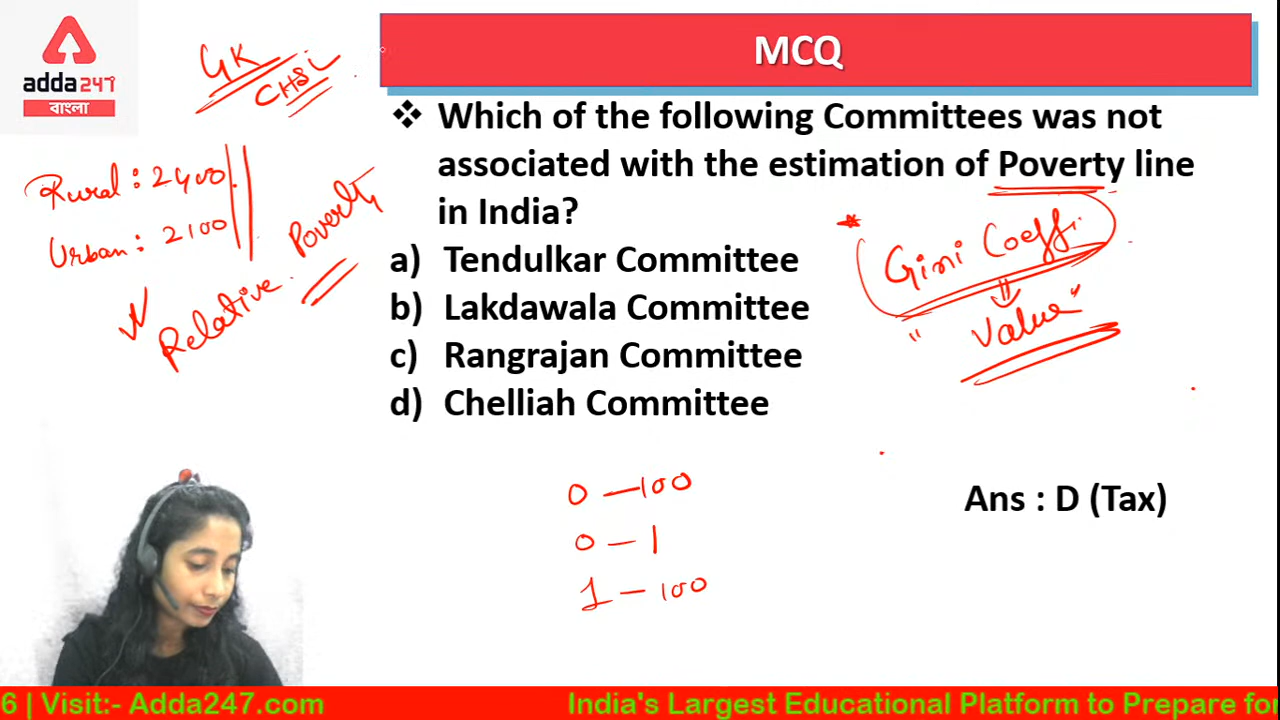 adda247
বাংলা
GK
CHSL
MCQ
❖ Which of the following Committees was not
associated with the estimation of Poverty line
in India?
a) Tendulkar Committee
b) Lakdawala Committee
c) Rangrajan Committee
d) Chelliah Committee
Rural : 2400
Urban : 2100
Relative Poverty
* Gini Coeffi.
"Value"
0 — 100
0 — 1
1 — 100
Ans : D (Tax)
6 | Visit:- Adda247.com India's Largest Educational Platform to Prepare for